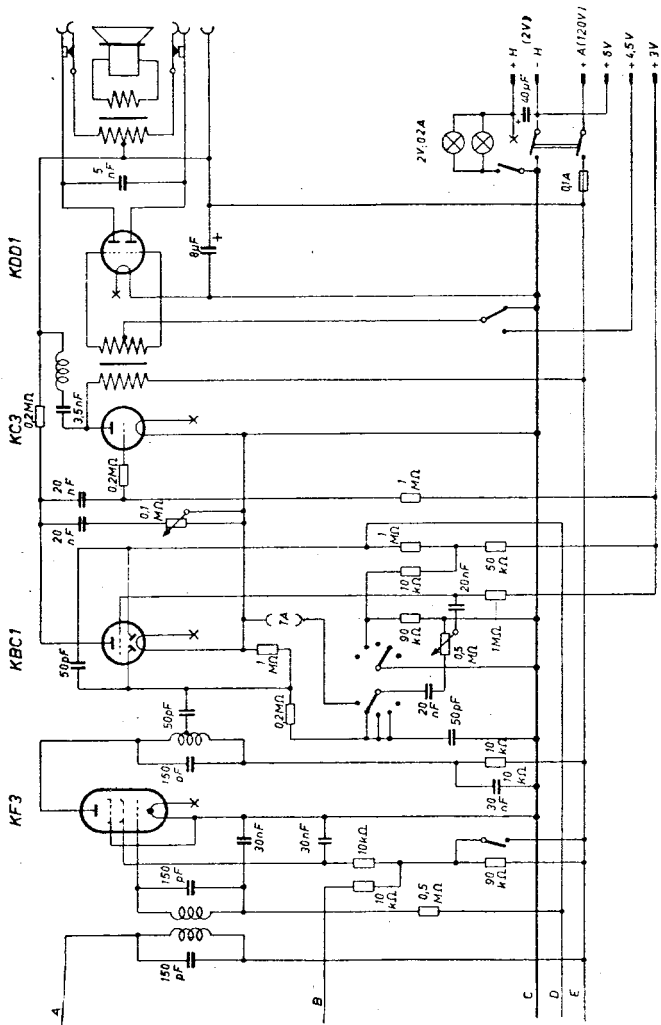 KF3
KBC1
KC3
KDD1
A
B
C
D
E
150
pF
150
pF
150
pF
50pF
50pF
20
nF
20
nF
0,2MΩ
3,5nF
0,2MΩ
0,1
MΩ
5
nF
8µF
+
30nF
30nF
10kΩ
10
kΩ
0,5
MΩ
90
kΩ
30
nF
10
kΩ
10
kΩ
1
MΩ
0,2MΩ
TA
20
nF
50pF
0,5
MΩ
90
kΩ
10
kΩ
20nF
1MΩ
1
MΩ
50
kΩ
1
MΩ
2V;0,2A
+
40µF
0,1A
+ H
(2V)
- H
+ A(120V)
+ 6V
+ 4,5V
+ 3V